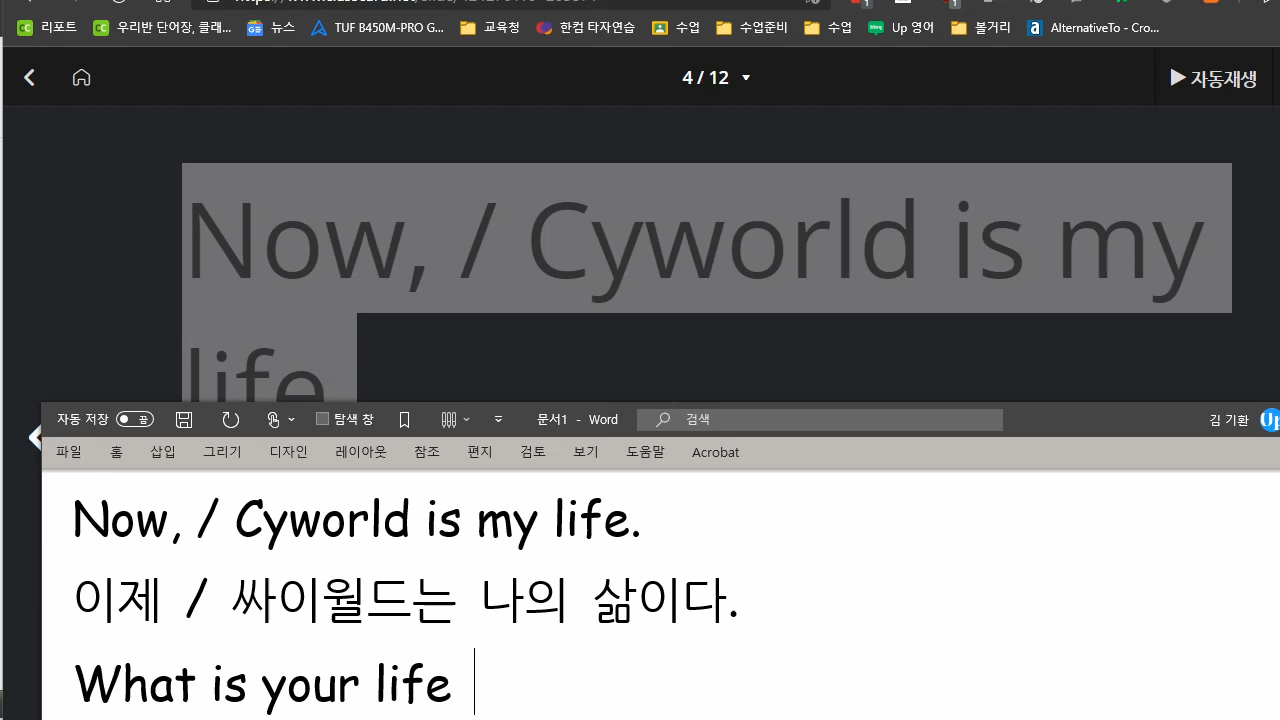 리포트 우리반 단어장, 클래... 뉴스 TUF B450M-PRO G... 교육청 한컴 타자연습 수업 수업준비 수업 Up 영어 볼거리 AlternativeTo - Cro...
4 / 12 자동재생
Now, / Cyworld is my
life
자동 저장 끔 탐색 창 문서1 - Word 검색 김 기환 Up
파일 홈 삽입 그리기 디자인 레이아웃 참조 편지 검토 보기 도움말 Acrobat
Now, / Cyworld is my life.
이제 / 싸이월드는 나의 삶이다.
What is your life